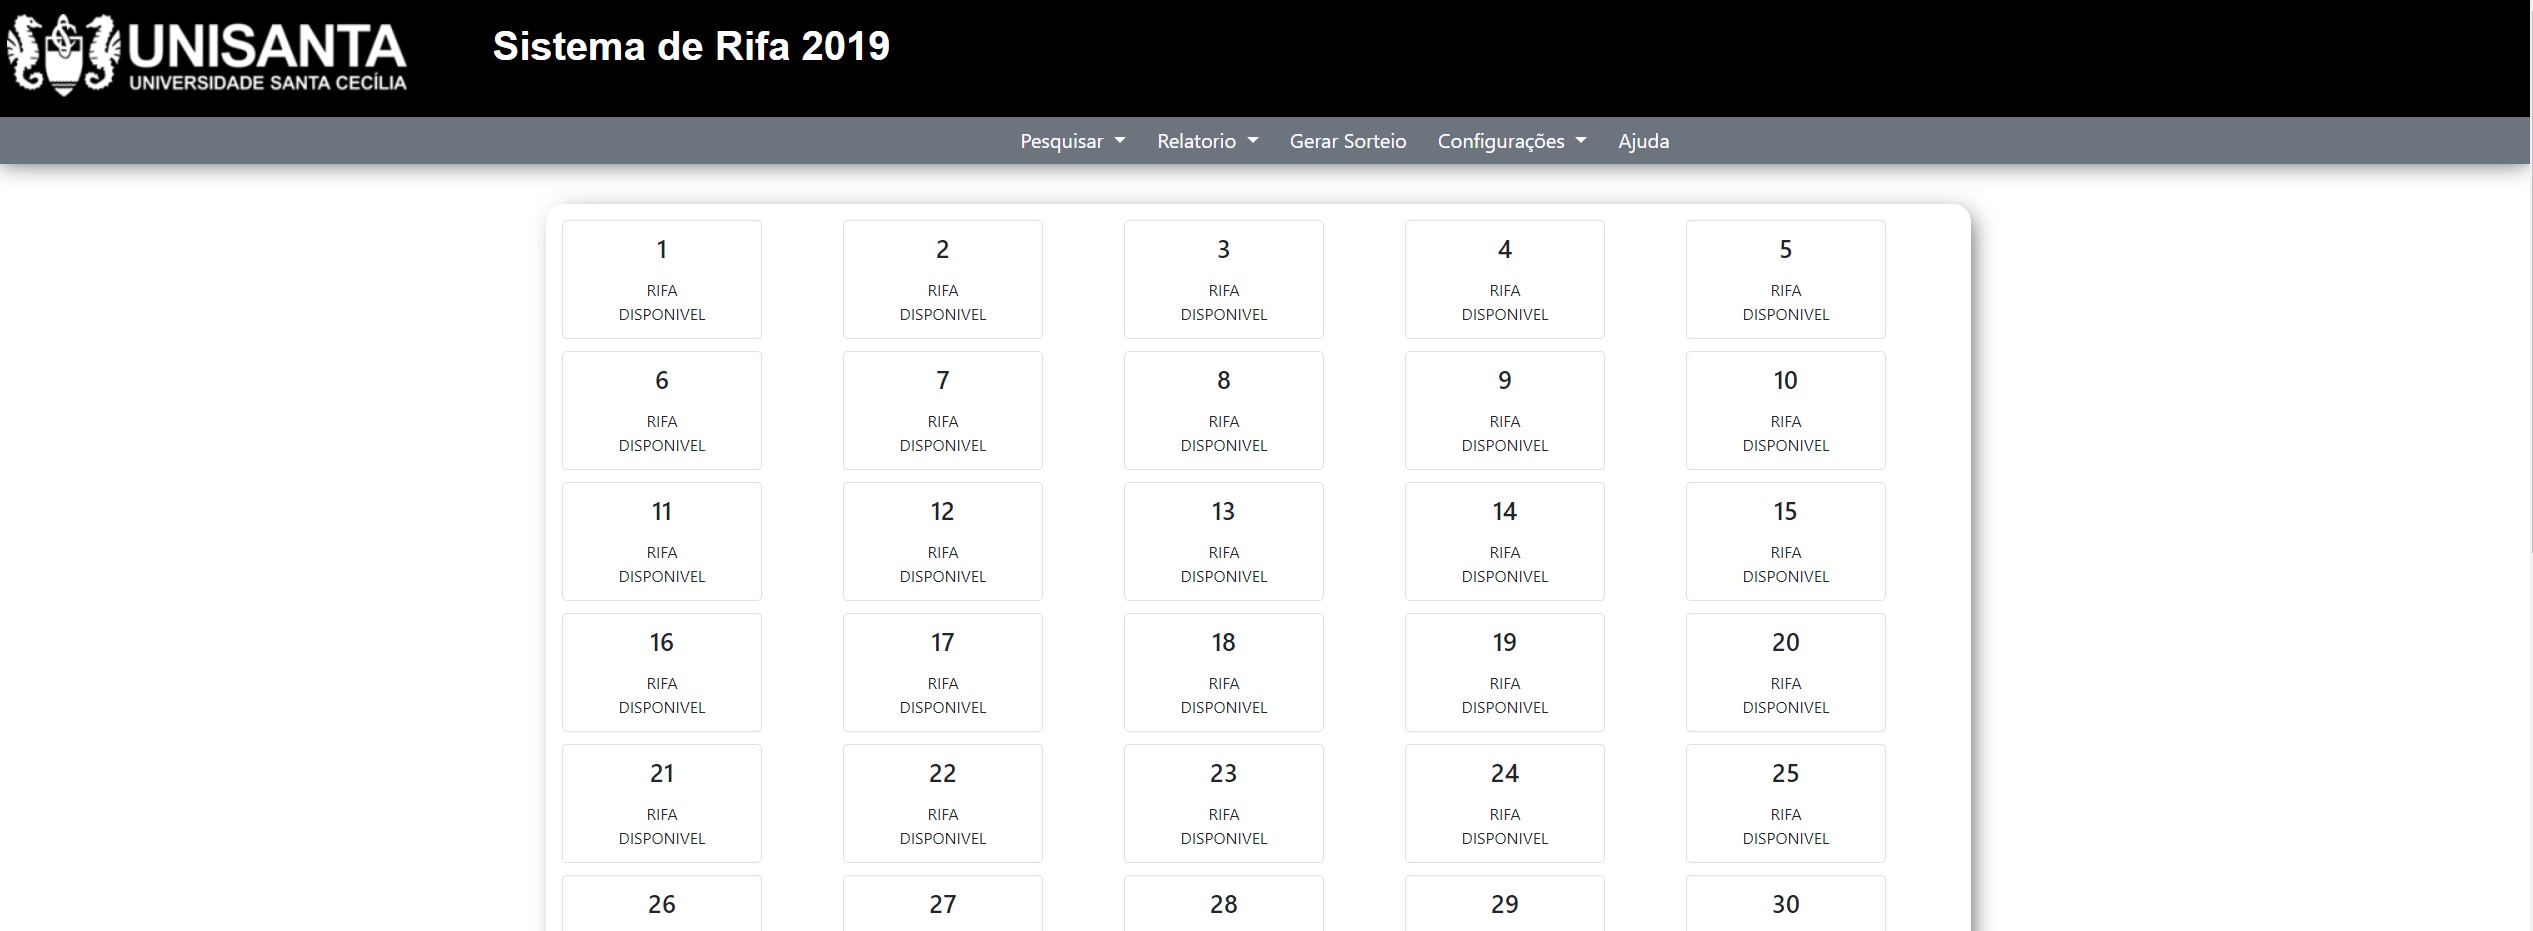 UNISANTA
UNIVERSIDADE SANTA CECÍLIA
Sistema de Rifa 2019
Pesquisar Relatorio Gerar Sorteio Configurações Ajuda
1 2 3 4 5
RIFA RIFA RIFA RIFA RIFA
DISPONIVEL DISPONIVEL DISPONIVEL DISPONIVEL DISPONIVEL
6 7 8 9 10
RIFA RIFA RIFA RIFA RIFA
DISPONIVEL DISPONIVEL DISPONIVEL DISPONIVEL DISPONIVEL
11 12 13 14 15
RIFA RIFA RIFA RIFA RIFA
DISPONIVEL DISPONIVEL DISPONIVEL DISPONIVEL DISPONIVEL
16 17 18 19 20
RIFA RIFA RIFA RIFA RIFA
DISPONIVEL DISPONIVEL DISPONIVEL DISPONIVEL DISPONIVEL
21 22 23 24 25
RIFA RIFA RIFA RIFA RIFA
DISPONIVEL DISPONIVEL DISPONIVEL DISPONIVEL DISPONIVEL
26 27 28 29 30